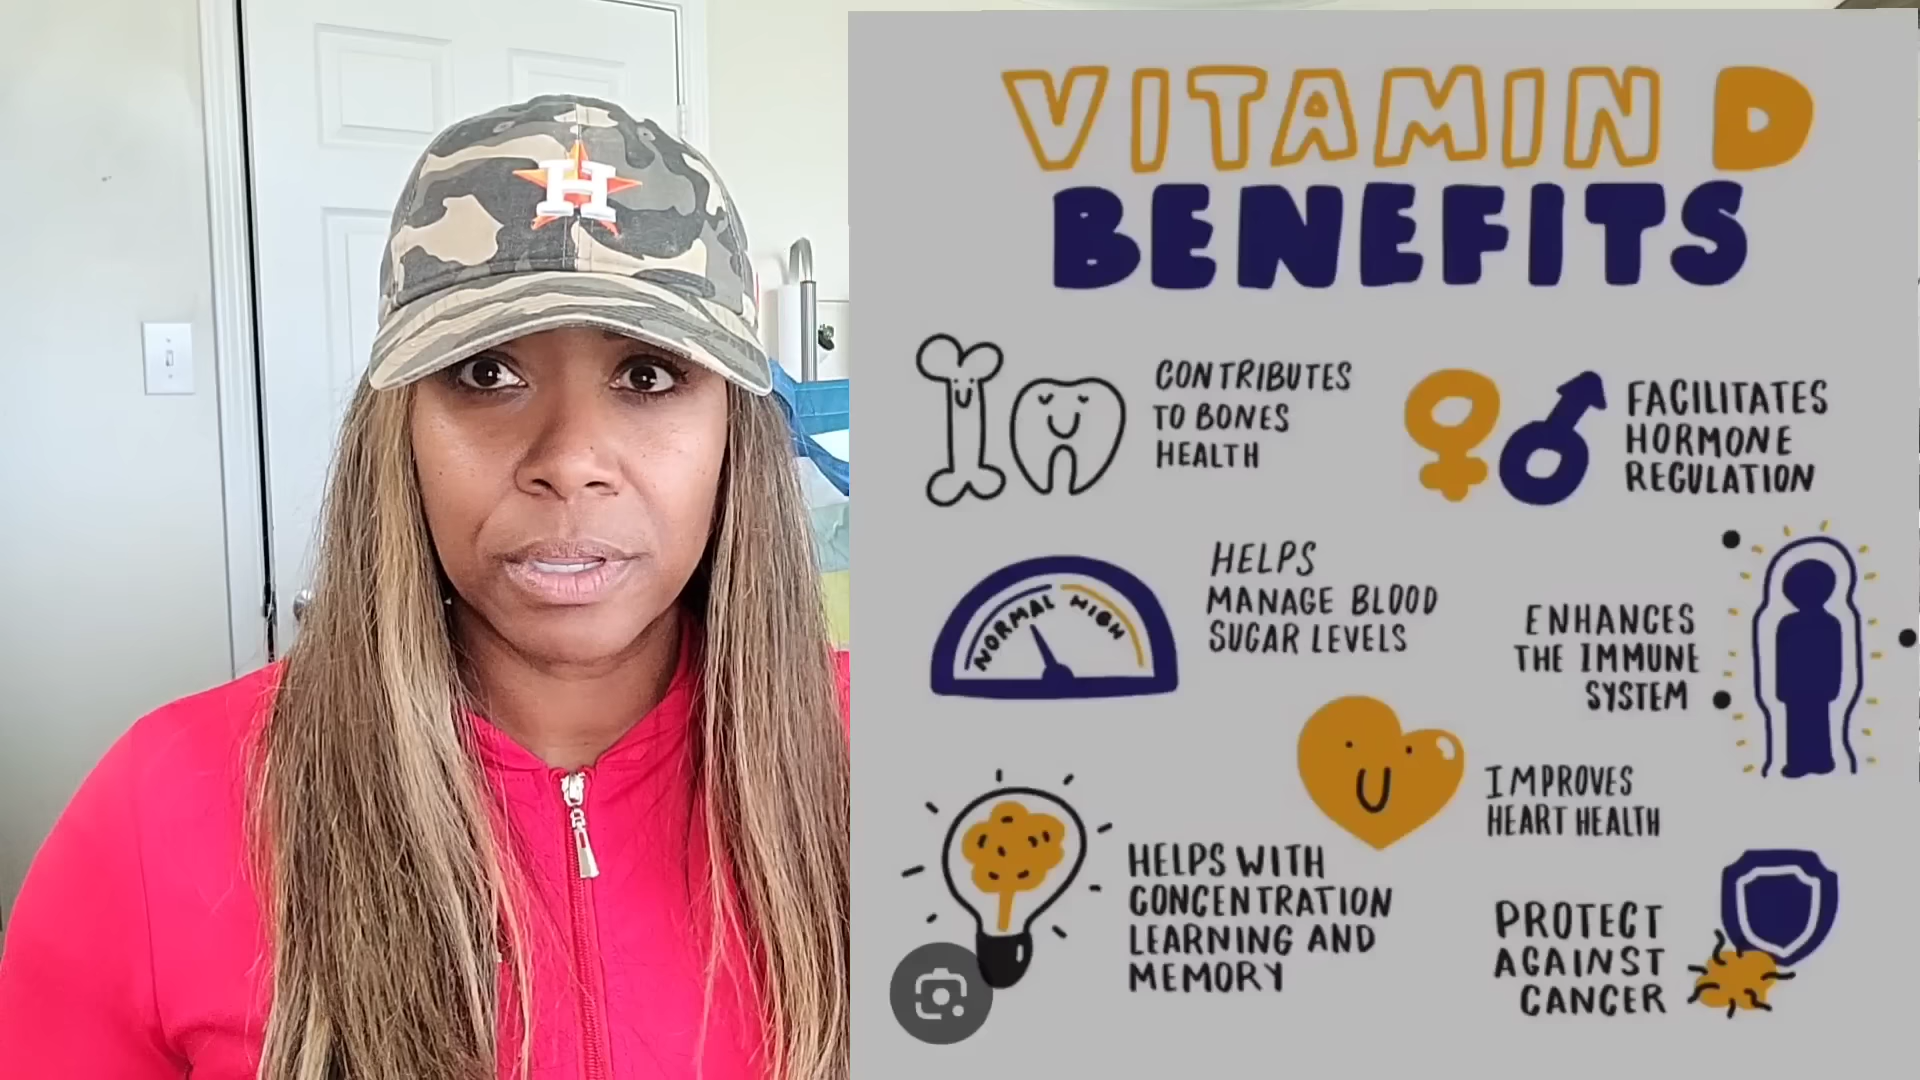 H
VITAMIN D
BENEFITS
CONTRIBUTES
TO BONES
HEALTH
FACILITATES
HORMONE
REGULATION
NORMAL HIGH
HELPS
MANAGE BLOOD
SUGAR LEVELS
ENHANCES
THE IMMUNE
SYSTEM
IMPROVES
HEART HEALTH
HELPS WITH
CONCENTRATION
LEARNING AND
MEMORY
PROTECT
AGAINST
CANCER